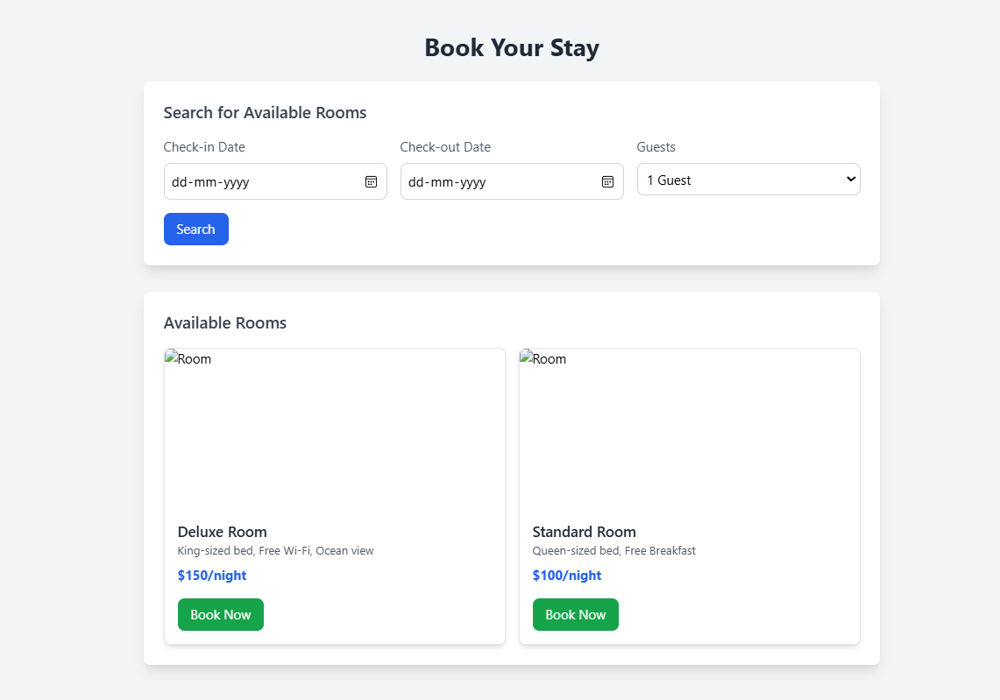 Book Your Stay
Search for Available Rooms
Check-in Date Check-out Date Guests
dd-mm-yyyy dd-mm-yyyy 1 Guest
Search
Available Rooms
Room Room
Deluxe Room Standard Room
King-sized bed, Free Wi-Fi, Ocean view Queen-sized bed, Free Breakfast
$150/night $100/night
Book Now Book Now